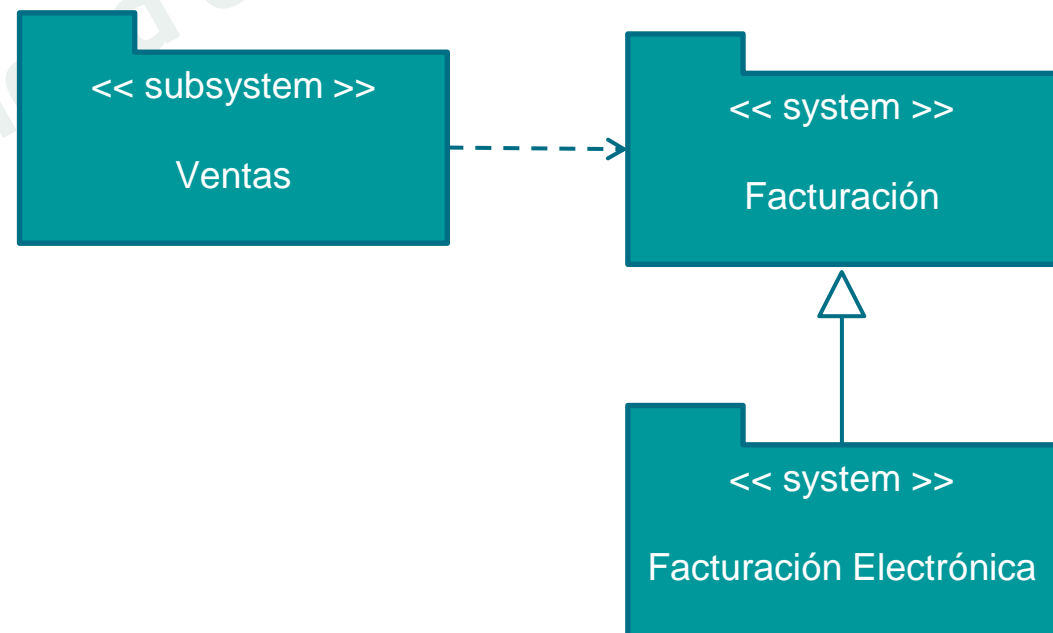 << subsystem >>
Ventas
<< system >>
Facturación
<< system >>
Facturación Electrónica